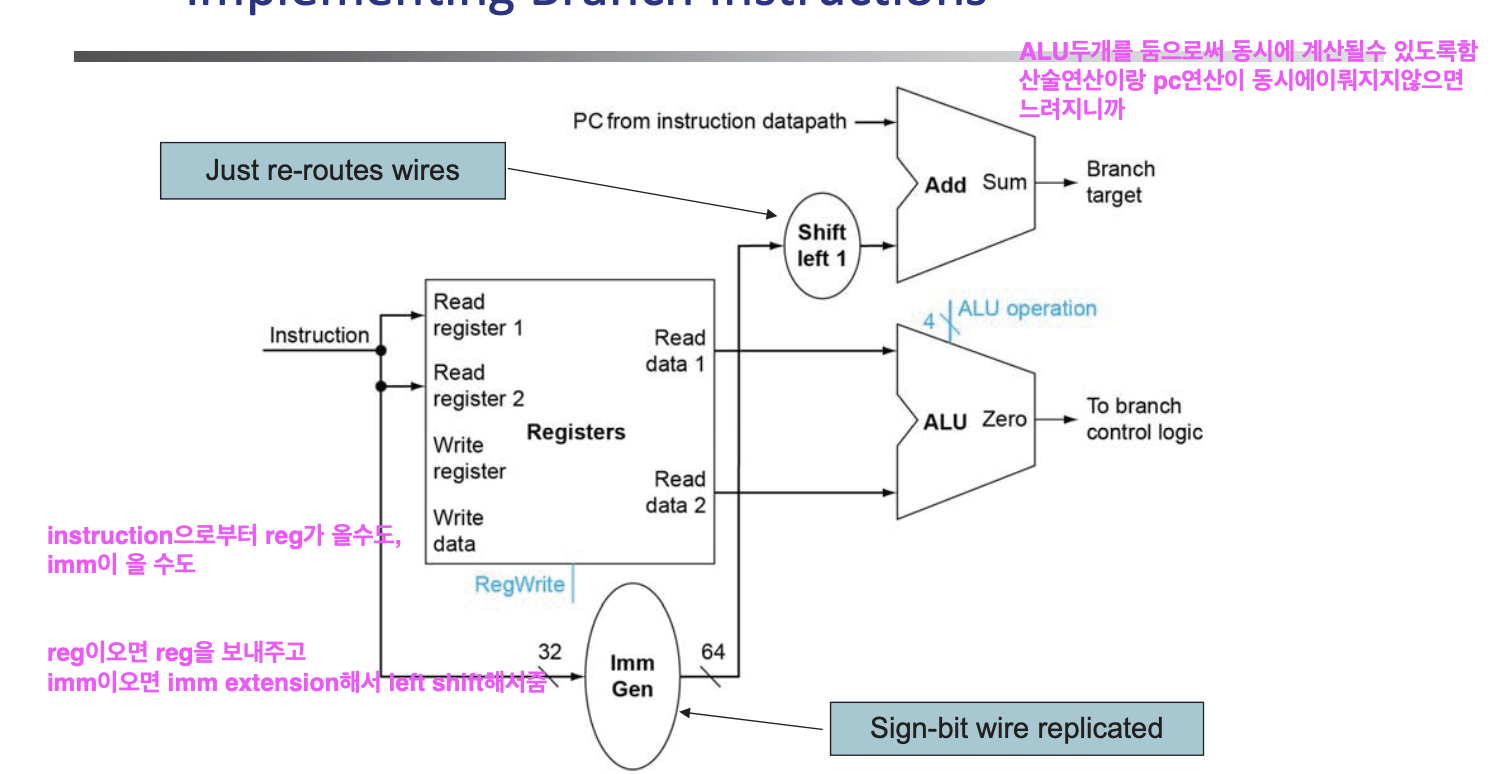 Implementing Branch Instructions
ALU두개를 둠으로써 동시에 계산될수 있도록함
산술연산이랑 pc연산이 동시에이뤄지지않으면
느려지니까
PC from instruction datapath
Just re-routes wires
Add Sum
Branch
target
Shift
left 1
ALU operation
4
Instruction
Read
register 1
Read
data 1
Read
register 2
Registers
Write
register
Read
data 2
Write
data
ALU Zero
To branch
control logic
RegWrite
instruction으로부터 reg가 올수도,
imm이 올 수도
reg이오면 reg을 보내주고
imm이오면 imm extension해서 left shift해서줌
32
Imm
Gen
64
Sign-bit wire replicated